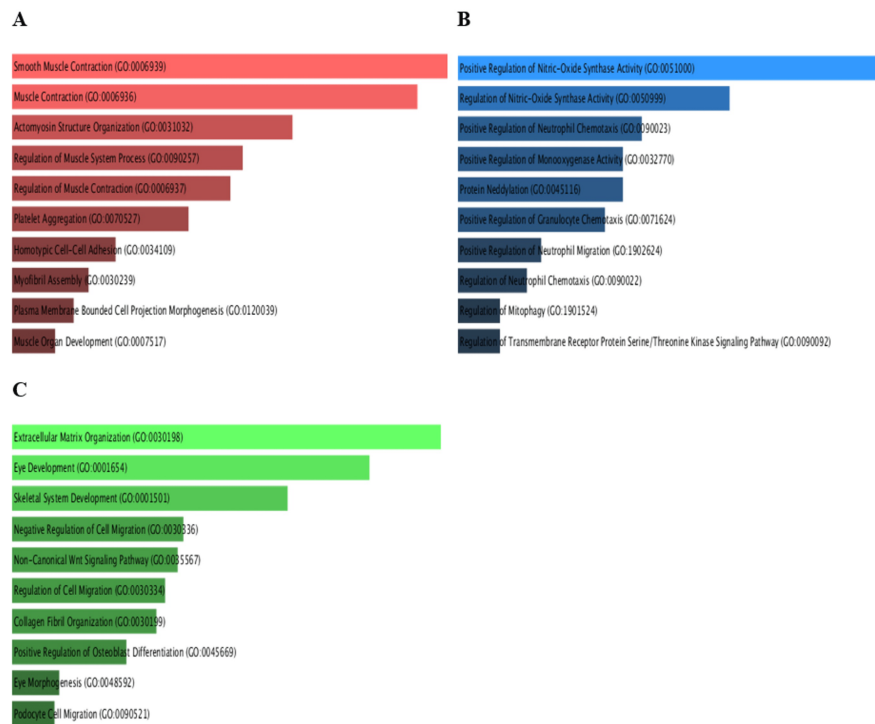 A
Smooth Muscle Contraction (GO:0006939)
Muscle Contraction (GO:0006936)
Actomyosin Structure Organization (GO:0031032)
Regulation of Muscle System Process (GO:0090257)
Regulation of Muscle Contraction (GO:0006937)
Platelet Aggregation (GO:0070527)
Homotypic Cell-Cell Adhesion (GO:0034109)
Myofibril Assembly (GO:0030239)
Plasma Membrane Bounded Cell Projection Morphogenesis (GO:0120039)
Muscle Organ Development (GO:0007517)
B
Positive Regulation of Nitric-Oxide Synthase Activity (GO:0051000)
Regulation of Nitric-Oxide Synthase Activity (GO:0050999)
Positive Regulation of Neutrophil Chemotaxis (GO:0090023)
Positive Regulation of Monooxygenase Activity (GO:0032770)
Protein Neddylation (GO:0045116)
Positive Regulation of Granulocyte Chemotaxis (GO:0071624)
Positive Regulation of Neutrophil Migration (GO:1902624)
Regulation of Neutrophil Chemotaxis (GO:0090022)
Regulation of Mitophagy (GO:1901524)
Regulation of Transmembrane Receptor Protein Serine/Threonine Kinase Signaling Pathway (GO:0090092)
C
Extracellular Matrix Organization (GO:0030198)
Eye Development (GO:0001654)
Skeletal System Development (GO:0001501)
Negative Regulation of Cell Migration (GO:0030336)
Non-Canonical Wnt Signaling Pathway (GO:0035567)
Regulation of Cell Migration (GO:0030334)
Collagen Fibril Organization (GO:0030199)
Positive Regulation of Osteoblast Differentiation (GO:0045669)
Eye Morphogenesis (GO:0048592)
Podocyte Cell Migration (GO:0090521)